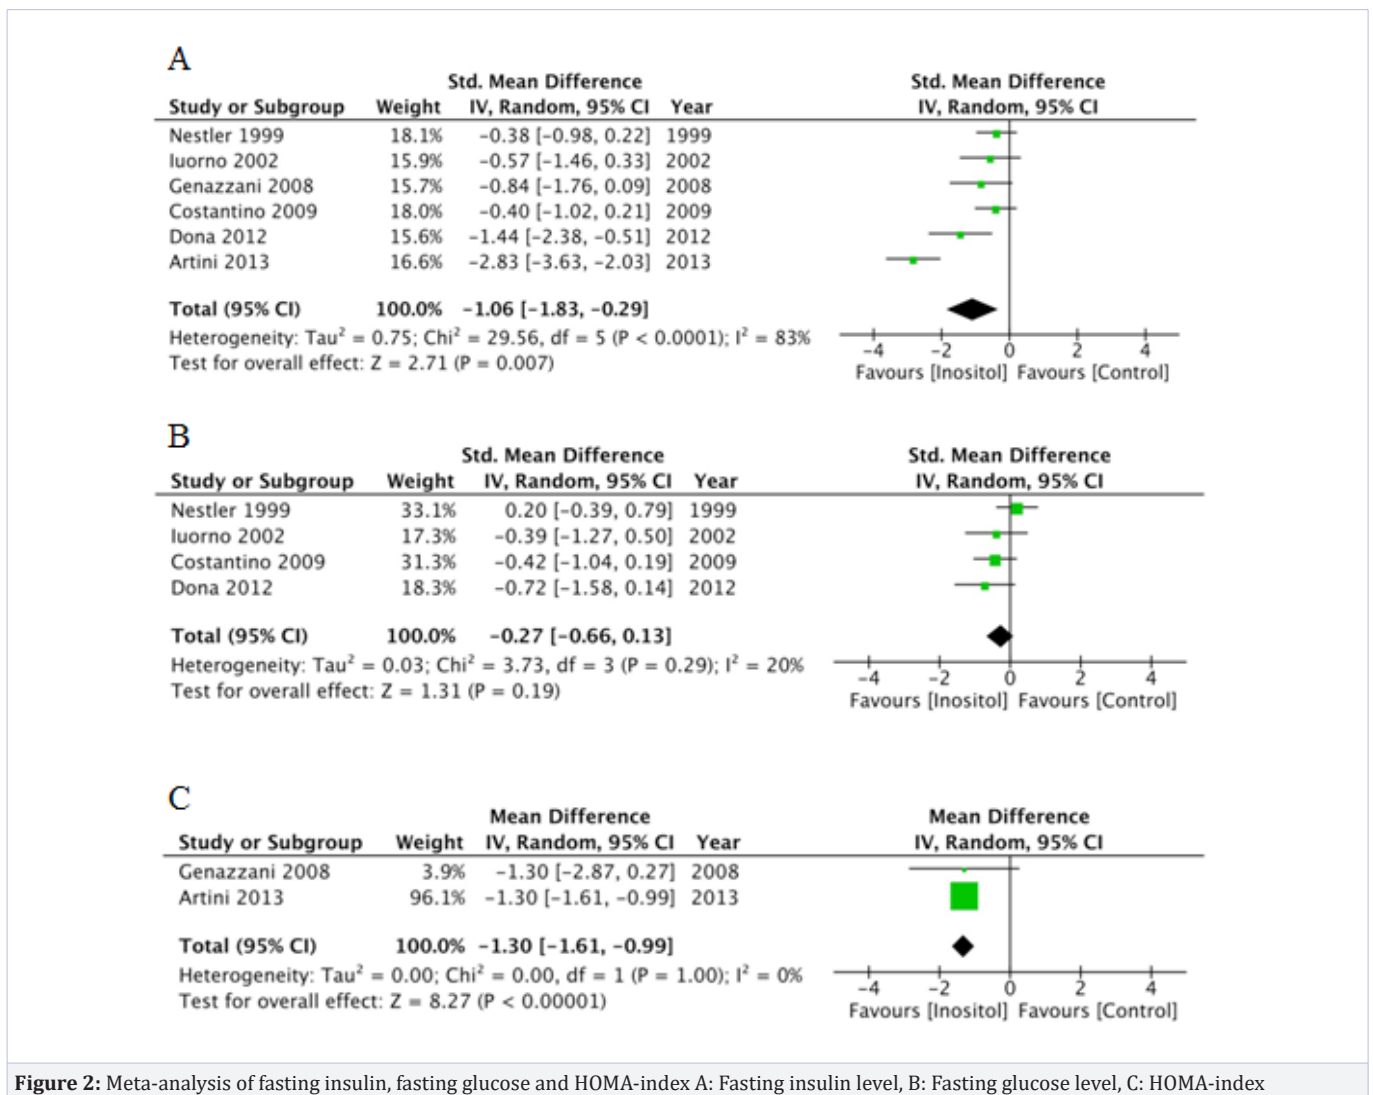 A
Std. Mean Difference Std. Mean Difference
Study or Subgroup Weight IV, Random, 95% CI Year IV, Random, 95% CI
Nestler 1999 18.1% −0.38 [−0.98, 0.22] 1999
Iuorno 2002 15.9% −0.57 [−1.46, 0.33] 2002
Genazzani 2008 15.7% −0.84 [−1.76, 0.09] 2008
Costantino 2009 18.0% −0.40 [−1.02, 0.21] 2009
Dona 2012 15.6% −1.44 [−2.38, −0.51] 2012
Artini 2013 16.6% −2.83 [−3.63, −2.03] 2013
Total (95% CI) 100.0% −1.06 [−1.83, −0.29]
Heterogeneity: Tau² = 0.75; Chi² = 29.56, df = 5 (P < 0.0001); I² = 83%
−4 −2 0 2 4
Test for overall effect: Z = 2.71 (P = 0.007)
Favours [Inositol] Favours [Control]
B
Std. Mean Difference Std. Mean Difference
Study or Subgroup Weight IV, Random, 95% CI Year IV, Random, 95% CI
Nestler 1999 33.1% 0.20 [−0.39, 0.79] 1999
Iuorno 2002 17.3% −0.39 [−1.27, 0.50] 2002
Costantino 2009 31.3% −0.42 [−1.04, 0.19] 2009
Dona 2012 18.3% −0.72 [−1.58, 0.14] 2012
Total (95% CI) 100.0% −0.27 [−0.66, 0.13]
Heterogeneity: Tau² = 0.03; Chi² = 3.73, df = 3 (P = 0.29); I² = 20%
−4 −2 0 2 4
Test for overall effect: Z = 1.31 (P = 0.19)
Favours [Inositol] Favours [Control]
C
Mean Difference Mean Difference
Study or Subgroup Weight IV, Random, 95% CI Year IV, Random, 95% CI
Genazzani 2008 3.9% −1.30 [−2.87, 0.27] 2008
Artini 2013 96.1% −1.30 [−1.61, −0.99] 2013
Total (95% CI) 100.0% −1.30 [−1.61, −0.99]
Heterogeneity: Tau² = 0.00; Chi² = 0.00, df = 1 (P = 1.00); I² = 0%
−4 −2 0 2 4
Test for overall effect: Z = 8.27 (P < 0.00001)
Favours [Inositol] Favours [Control]
Figure 2: Meta-analysis of fasting insulin, fasting glucose and HOMA-index A: Fasting insulin level, B: Fasting glucose level, C: HOMA-index